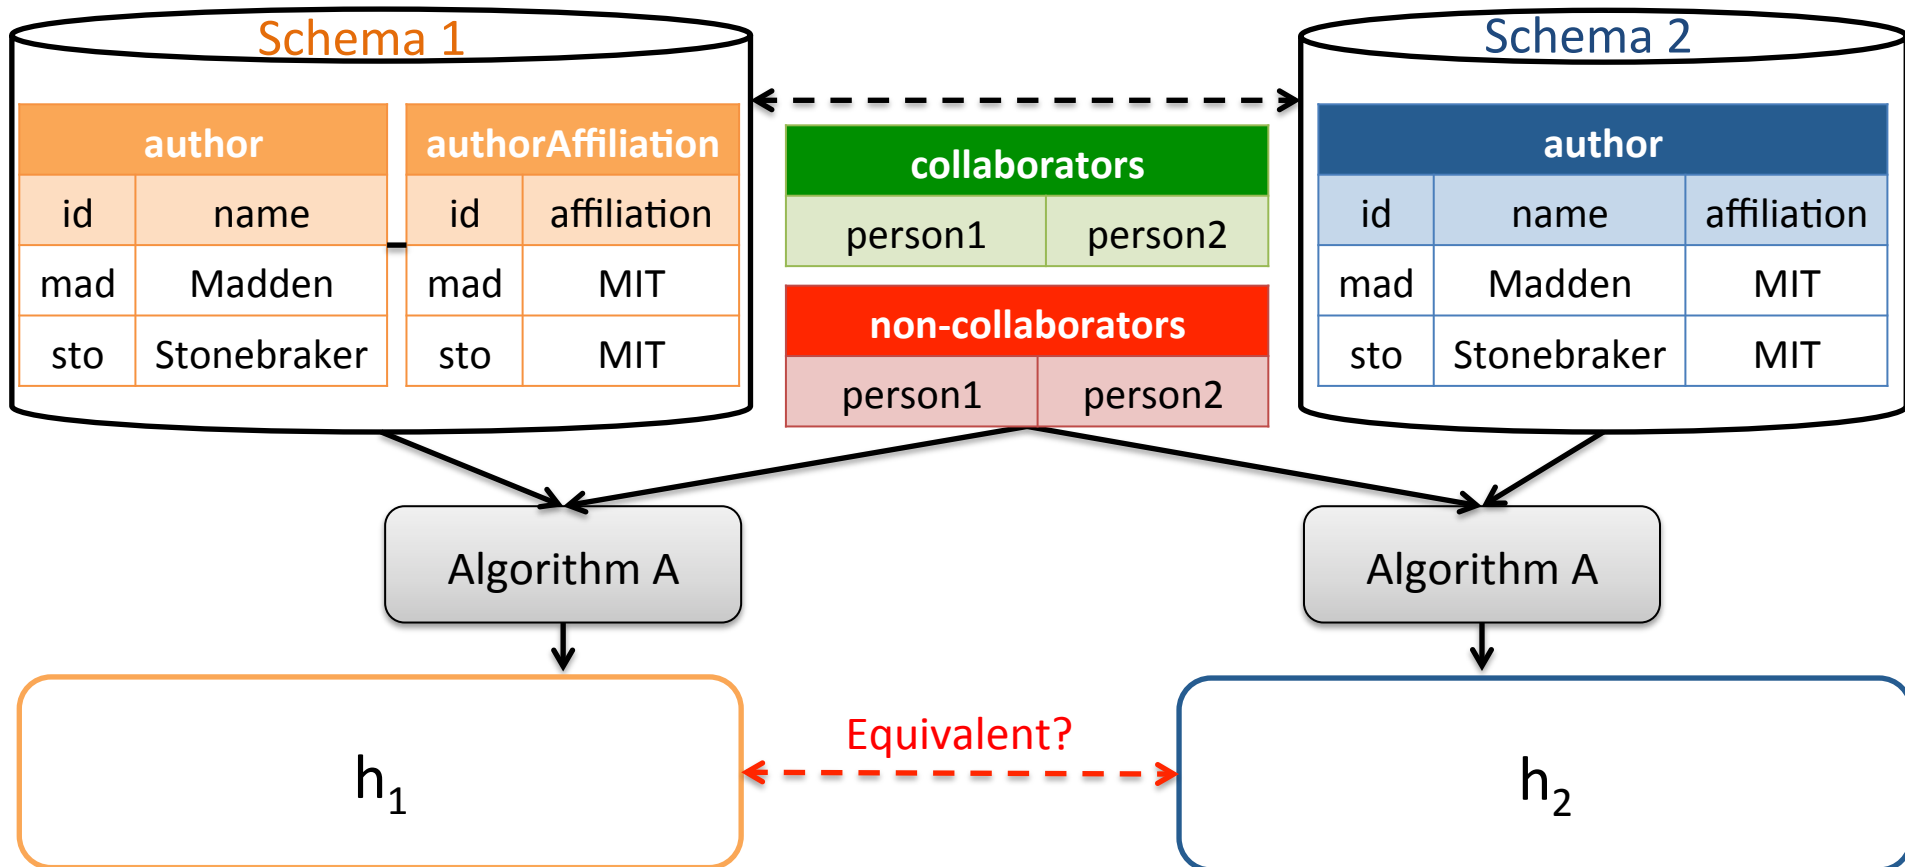 Schema 1
Schema 2
author
authorAffiliation
id name
id affiliation
mad Madden
mad MIT
sto Stonebraker
sto MIT
collaborators
person1 person2
non-collaborators
person1 person2
author
id name affiliation
mad Madden MIT
sto Stonebraker MIT
Algorithm A
Algorithm A
h1
Equivalent?
h2